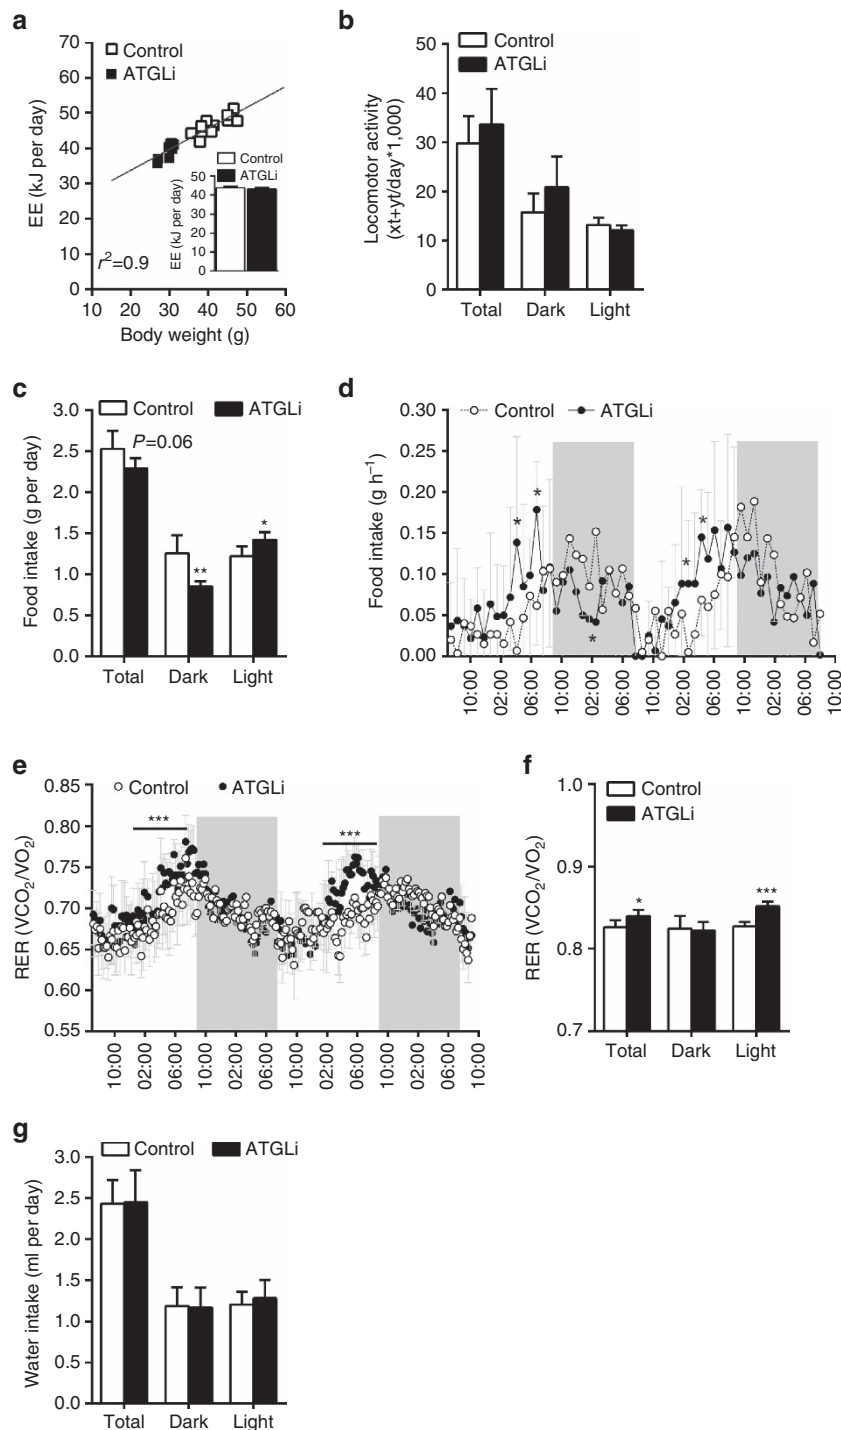 a
70
60
50
40
30
20
10
0
EE (kJ per day)
Control
ATGLi
r²=0.9
10 20 30 40 50 60
Body weight (g)
Control
ATGLi
50
40
30
20
10
0
EE (kJ per day)
b
50
40
30
20
10
0
Locomotor activity
(xt+yt/day*1,000)
Control
ATGLi
Total Dark Light
c
3.0
2.5
2.0
1.5
1.0
0.5
0.0
Food intake (g per day)
Control ATGLi
P=0.06
**
*
Total Dark Light
d
0.30
0.25
0.20
0.15
0.10
0.05
0.00
Food intake (g h⁻¹)
Control ATGLi
* *
*
* *
10:00 02:00 06:00 10:00 02:00 06:00 10:00 02:00 06:00 10:00 02:00 06:00 10:00
e
0.85
0.80
0.75
0.70
0.65
0.60
0.55
RER (VCO₂/VO₂)
Control ATGLi
*** ***
10:00 02:00 06:00 10:00 02:00 06:00 10:00 02:00 06:00 10:00 02:00 06:00 10:00
f
1.0
0.9
0.8
0.7
RER (VCO₂/VO₂)
Control
ATGLi
* ***
Total Dark Light
g
3.0
2.5
2.0
1.5
1.0
0.5
0.0
Water intake (ml per day)
Control ATGLi
Total Dark Light